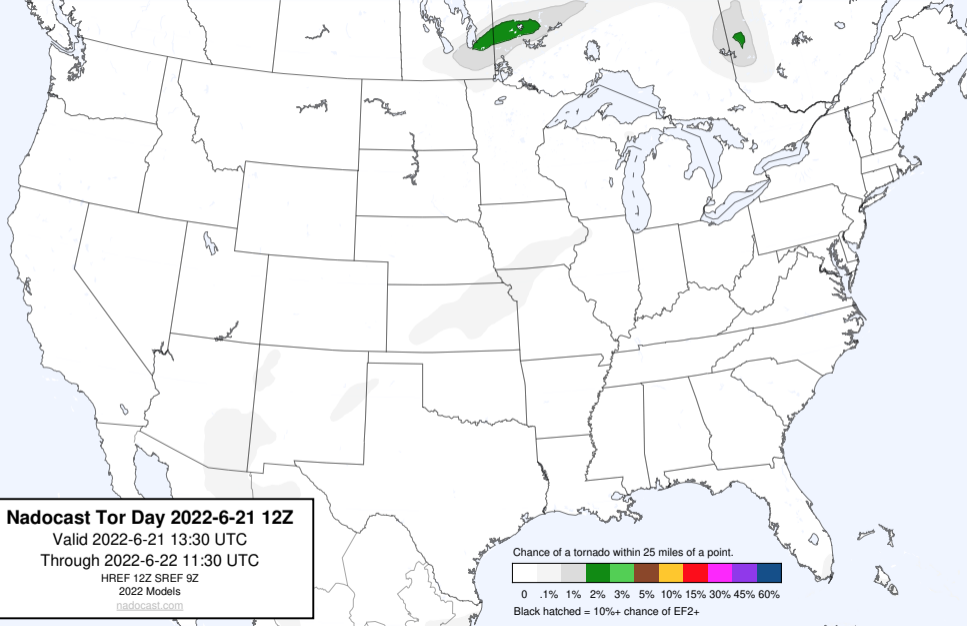 Nadocast Tor Day 2022-6-21 12Z
Valid 2022-6-21 13:30 UTC
Through 2022-6-22 11:30 UTC
HREF 12Z SREF 9Z
2022 Models
nadocast.com
Chance of a tornado within 25 miles of a point.
0 .1% 1% 2% 3% 5% 10% 15% 30% 45% 60%
Black hatched = 10%+ chance of EF2+